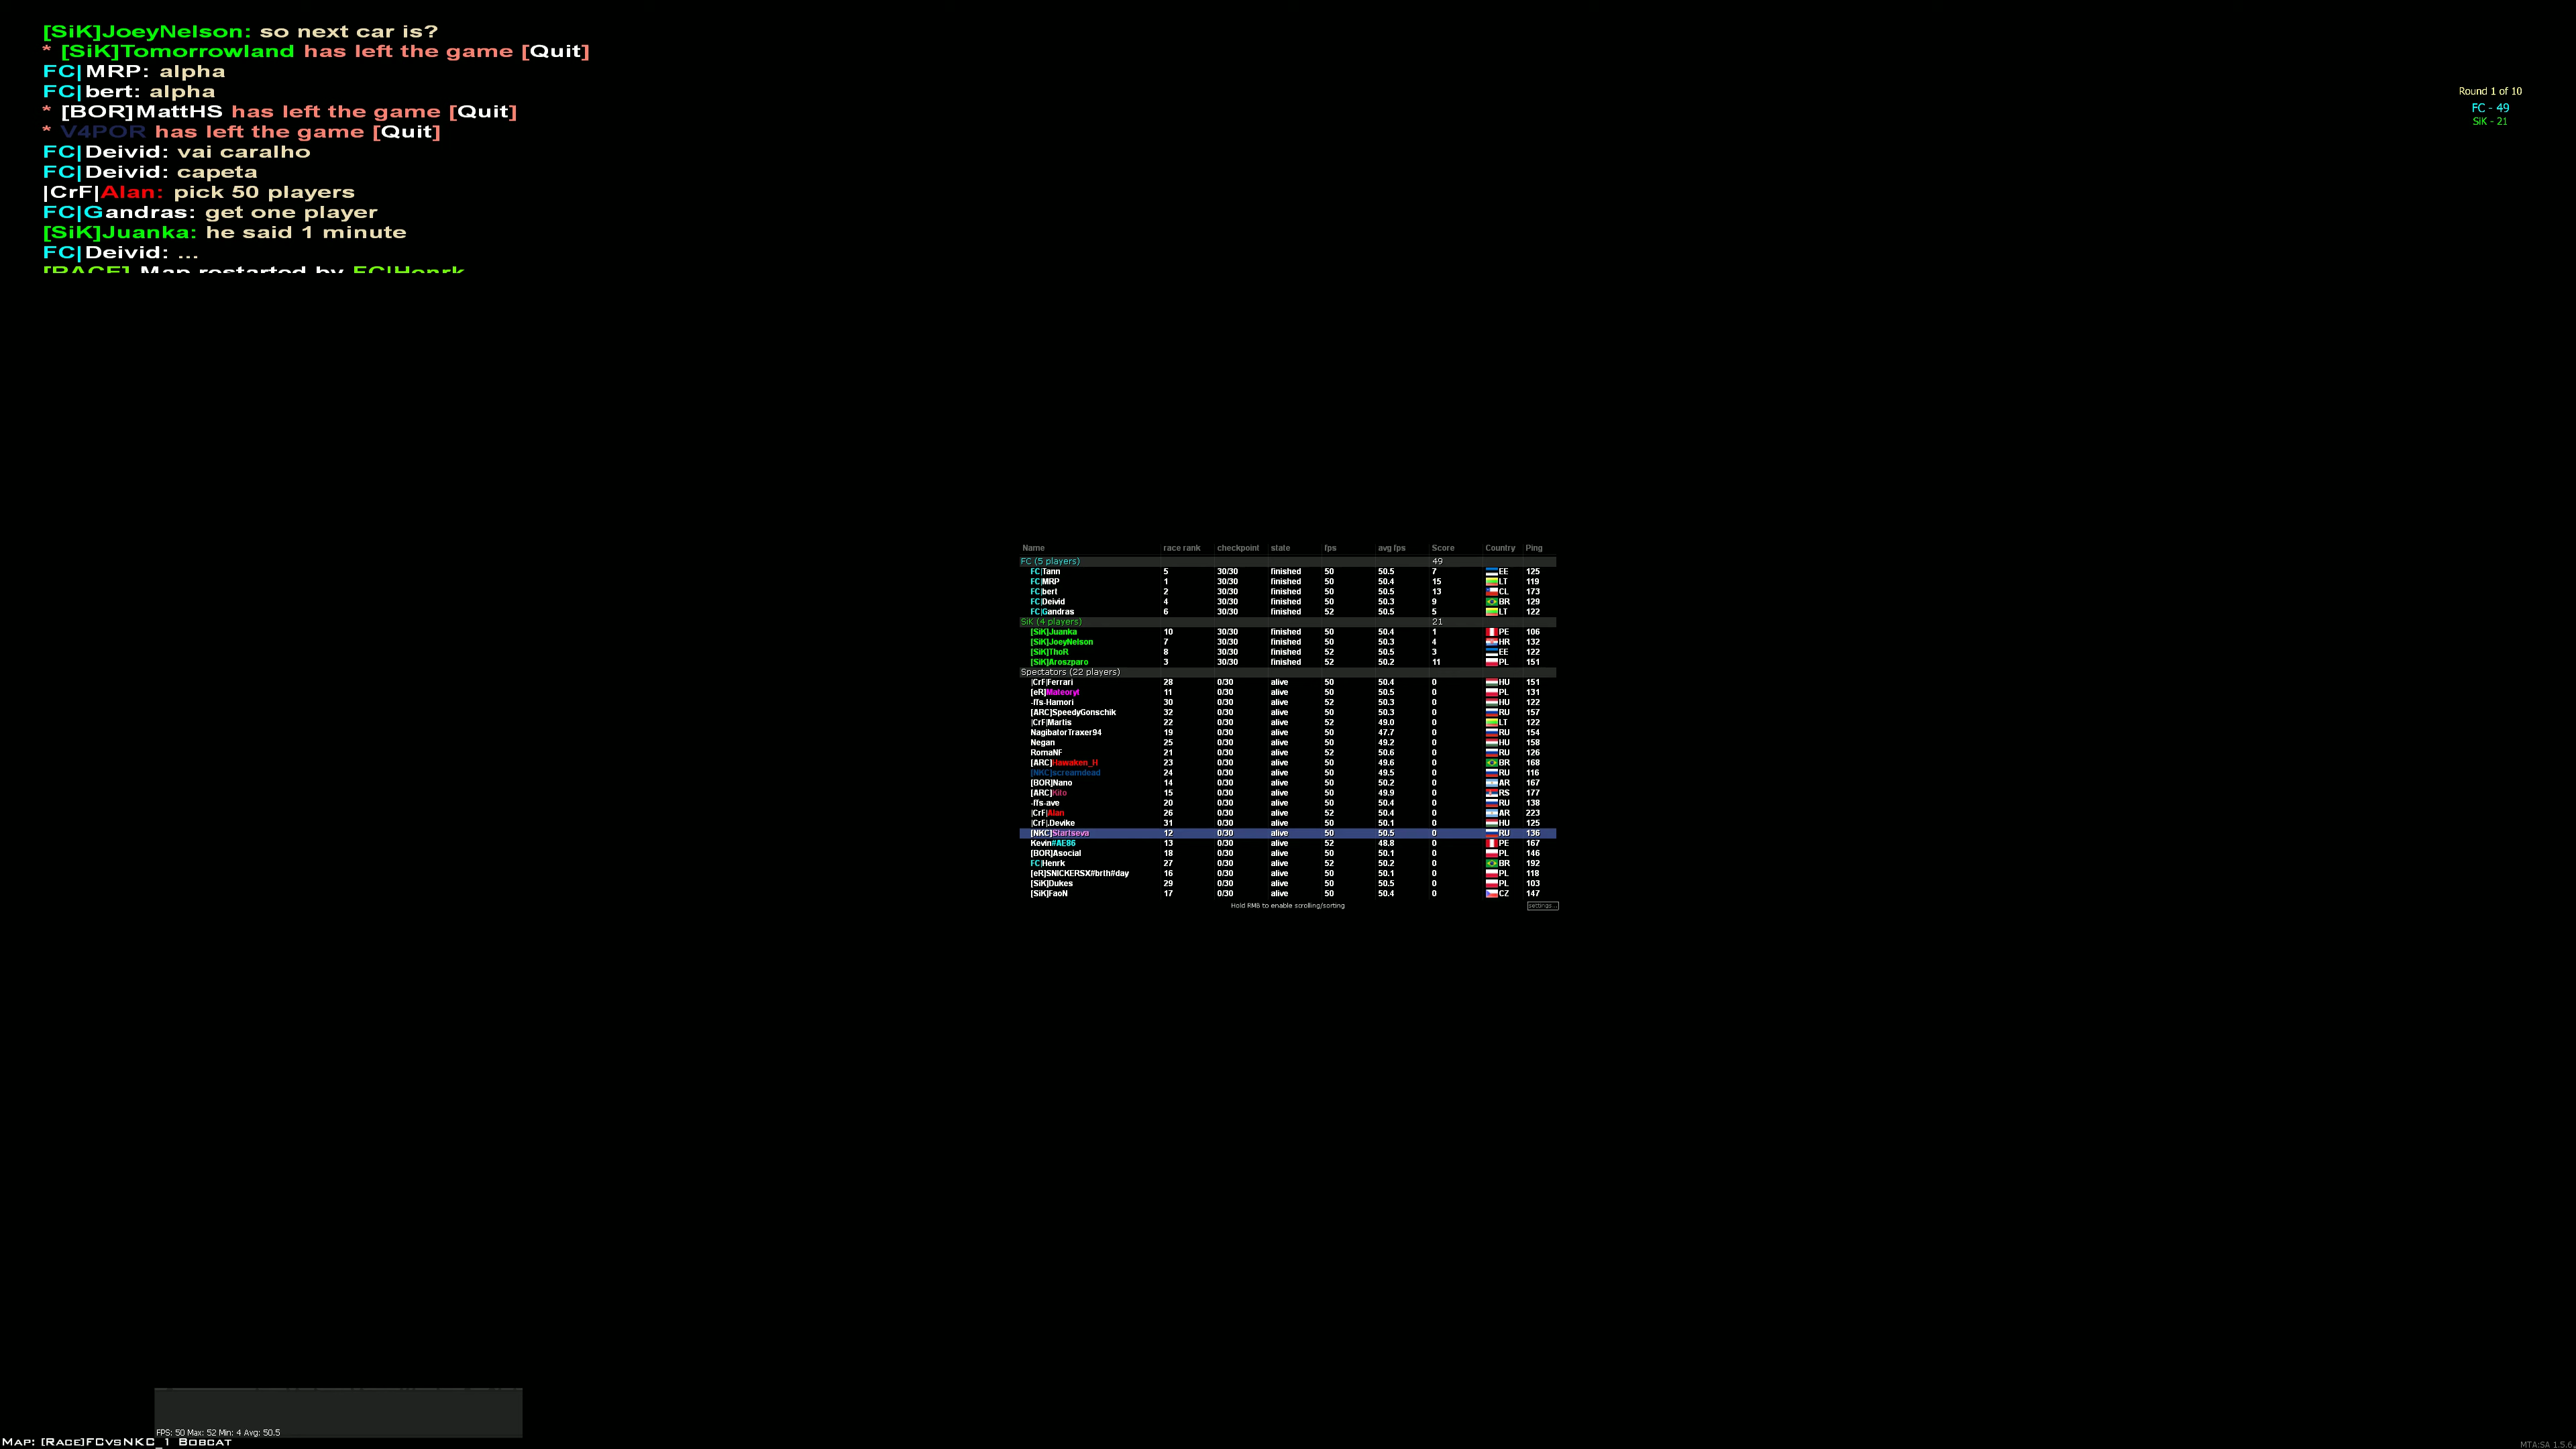 [SiK]JoeyNelson: so next car is?
* [SiK]Tomorrowland has left the game [Quit]
FC|MRP: alpha
FC|bert: alpha
* [BOR]MattHS has left the game [Quit]
* V4POR has left the game [Quit]
FC|Deivid: vai caralho
FC|Deivid: capeta
|CrF|Alan: pick 50 players
FC|Gandras: get one player
[SiK]Juanka: he said 1 minute
FC|Deivid: ...
[RACE] Map restarted by FC|Henrk
Round 1 of 10
FC - 49
SiK - 21
Name race rank checkpoint state fps avg fps Score Country Ping
FC (5 players) 49
FC|Tann 5 30/30 finished 50 50.5 7 EE 125
FC|MRP 1 30/30 finished 50 50.4 15 LT 119
FC|bert 2 30/30 finished 50 50.5 13 CL 173
FC|Deivid 4 30/30 finished 50 50.3 9 BR 129
FC|Gandras 6 30/30 finished 52 50.5 5 LT 122
SiK (4 players) 21
[SiK]Juanka 10 30/30 finished 50 50.4 1 PE 106
[SiK]JoeyNelson 7 30/30 finished 50 50.3 4 HR 132
[SiK]ThoR 8 30/30 finished 52 50.5 3 EE 122
[SiK]Aroszparo 3 30/30 finished 52 50.2 11 PL 151
Spectators (22 players)
|CrF|Ferrari 28 0/30 alive 50 50.4 0 HU 151
[eR]Mateoryt 11 0/30 alive 50 50.5 0 PL 131
-ffs-Hamori 30 0/30 alive 52 50.3 0 HU 122
[ARC]SpeedyGonschik 32 0/30 alive 50 50.3 0 RU 157
|CrF|Martis 22 0/30 alive 52 49.0 0 LT 122
NagibatorTraxer94 19 0/30 alive 50 47.7 0 RU 154
Negan 25 0/30 alive 50 49.2 0 HU 158
RomaNF 21 0/30 alive 52 50.6 0 RU 126
[ARC]Hawaken_H 23 0/30 alive 50 49.6 0 BR 168
[NKC]screamdead 24 0/30 alive 50 49.5 0 RU 116
[BOR]Nano 14 0/30 alive 50 50.2 0 AR 167
[ARC]Kito 15 0/30 alive 50 49.9 0 RS 177
-ffs-ave 20 0/30 alive 50 50.4 0 RU 138
|CrF|Alan 26 0/30 alive 52 50.4 0 AR 223
|CrF|.Devike 31 0/30 alive 50 50.1 0 HU 125
[NKC]Startseva 12 0/30 alive 50 50.5 0 RU 136
Kevin#AE86 13 0/30 alive 52 48.8 0 PE 167
[BOR]Asocial 18 0/30 alive 50 50.1 0 PL 146
FC|Henrk 27 0/30 alive 52 50.2 0 BR 192
[eR]SNICKERSX#brth#day 16 0/30 alive 50 50.1 0 PL 118
[SiK]Dukes 29 0/30 alive 50 50.5 0 PL 103
[SiK]FaoN 17 0/30 alive 50 50.4 0 CZ 147
Hold RMB to enable scrolling/sorting settings...
FPS: 50 Max: 52 Min: 4 Avg: 50.5
Map: [Race]FCvsNKC_1 Bobcat
MTA:SA 1.5.6